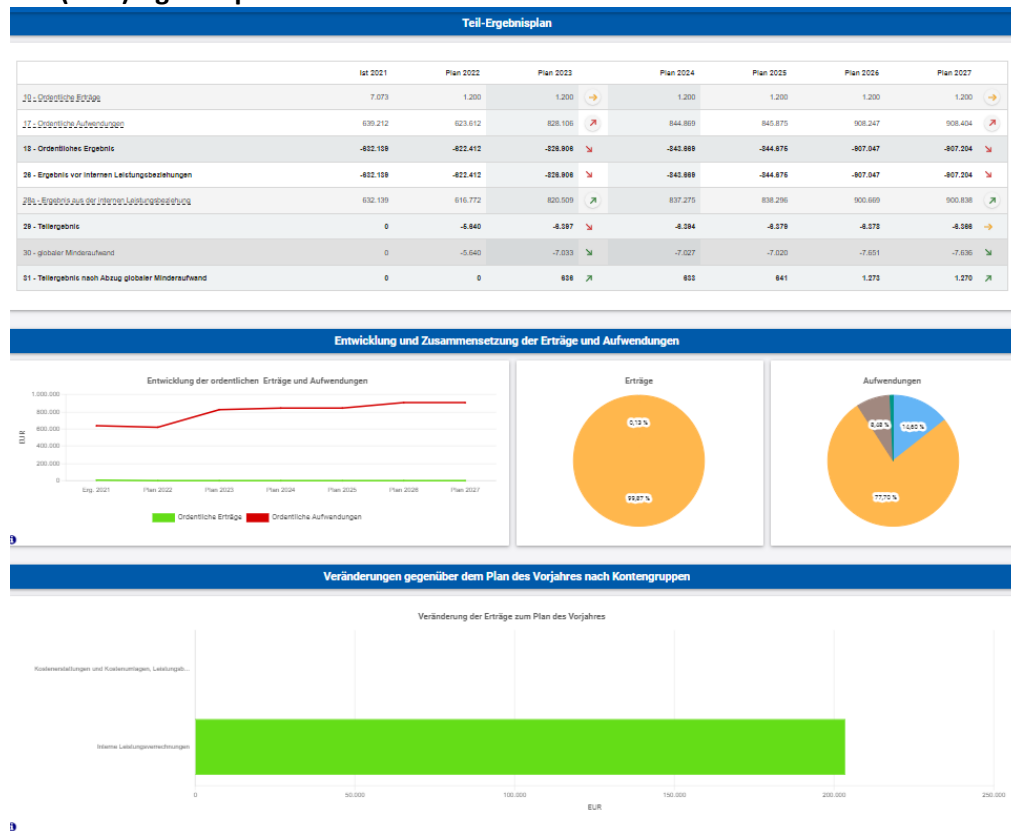 Teil-Ergebnisplan
Ist 2021 Plan 2022 Plan 2023 Plan 2024 Plan 2025 Plan 2026 Plan 2027
10 - Ordentliche Erträge 7.073 1.200 1.200 1.200 1.200 1.200 1.200
17 - Ordentliche Aufwendungen 639.212 623.612 828.106 844.869 845.875 908.247 908.404
18 - Ordentliches Ergebnis -632.139 -622.412 -826.906 -843.669 -844.675 -907.047 -907.204
26 - Ergebnis vor internen Leistungsbeziehungen -632.139 -622.412 -826.906 -843.669 -844.675 -907.047 -907.204
28a - Ergebnis aus der internen Leistungsbeziehung 632.139 616.772 820.509 837.275 838.296 900.669 900.838
29 - Teilergebnis 0 -5.640 -6.397 -6.394 -6.379 -6.378 -6.366
30 - globaler Minderaufwand 0 -5.640 -7.033 -7.027 -7.020 -7.651 -7.636
31 - Teilergebnis nach Abzug globaler Minderaufwand 0 0 636 633 641 1.273 1.270
Entwicklung und Zusammensetzung der Erträge und Aufwendungen
Entwicklung der ordentlichen Erträge und Aufwendungen
1.000.000
800.000
600.000
400.000
200.000
0
EUR
Erg. 2021 Plan 2022 Plan 2023 Plan 2024 Plan 2025 Plan 2026 Plan 2027
Ordentliche Erträge Ordentliche Aufwendungen
Erträge
0,13 %
99,87 %
Aufwendungen
8,48 % 14,60 %
77,70 %
Veränderungen gegenüber dem Plan des Vorjahres nach Kontengruppen
Veränderung der Erträge zum Plan des Vorjahres
Kostenerstattungen und Kostenumlagen, Leistungsb...
Interne Leistungsverrechnungen
0 50.000 100.000 150.000 200.000 250.000
EUR